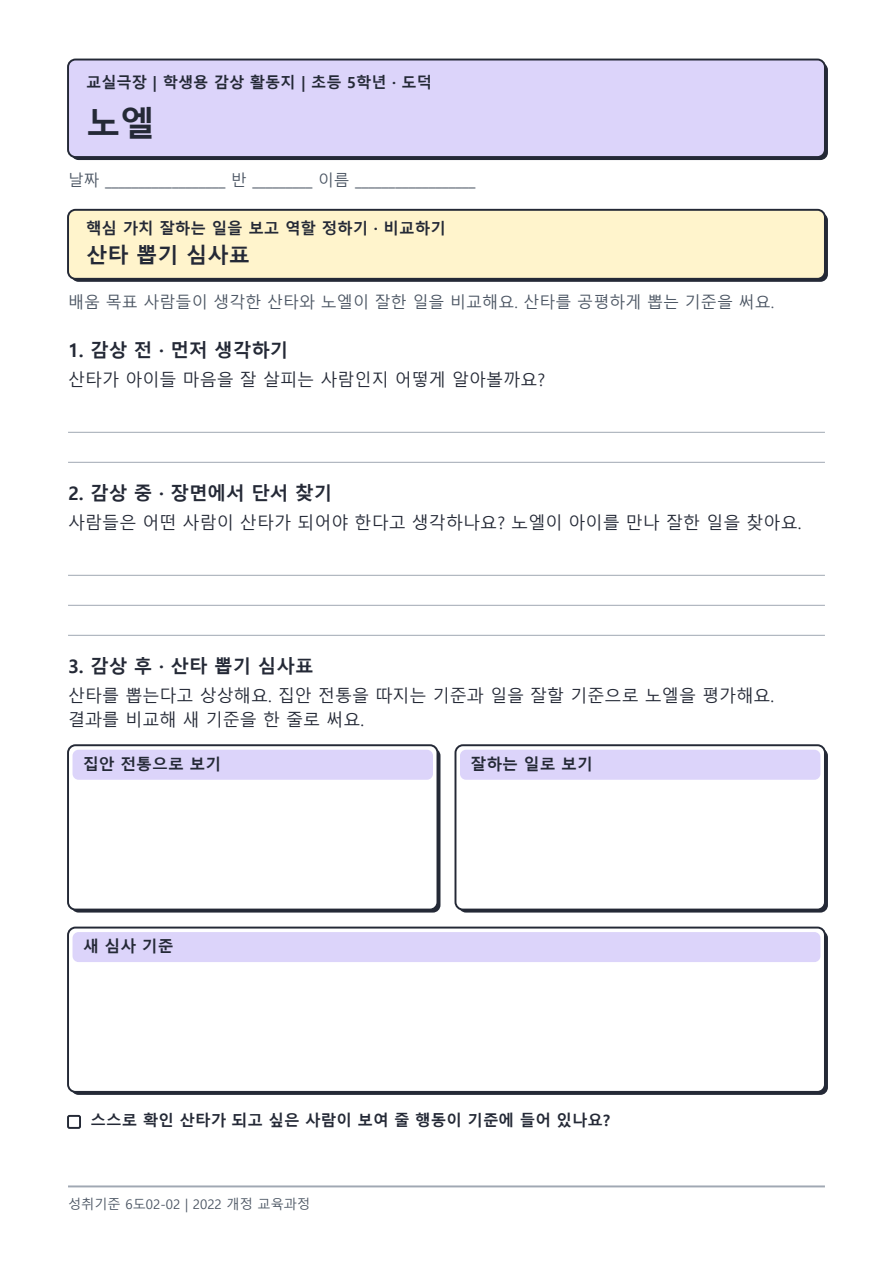 교실극장 | 학생용 감상 활동지 | 초등 5학년 · 도덕
노엘
날짜 _______________ 반 _______ 이름 _______________
핵심 가치 잘하는 일을 보고 역할 정하기 · 비교하기
산타 뽑기 심사표
배움 목표 사람들이 생각한 산타와 노엘이 잘한 일을 비교해요. 산타를 공평하게 뽑는 기준을 써요.
1. 감상 전 · 먼저 생각하기
산타가 아이들 마음을 잘 살피는 사람인지 어떻게 알아볼까요?
2. 감상 중 · 장면에서 단서 찾기
사람들은 어떤 사람이 산타가 되어야 한다고 생각하나요? 노엘이 아이를 만나 잘한 일을 찾아요.
3. 감상 후 · 산타 뽑기 심사표
산타를 뽑는다고 상상해요. 집안 전통을 따지는 기준과 일을 잘할 기준으로 노엘을 평가해요.
결과를 비교해 새 기준을 한 줄로 써요.
집안 전통으로 보기
잘하는 일로 보기
새 심사 기준
스스로 확인 산타가 되고 싶은 사람이 보여 줄 행동이 기준에 들어 있나요?
성취기준 6도02-02 | 2022 개정 교육과정